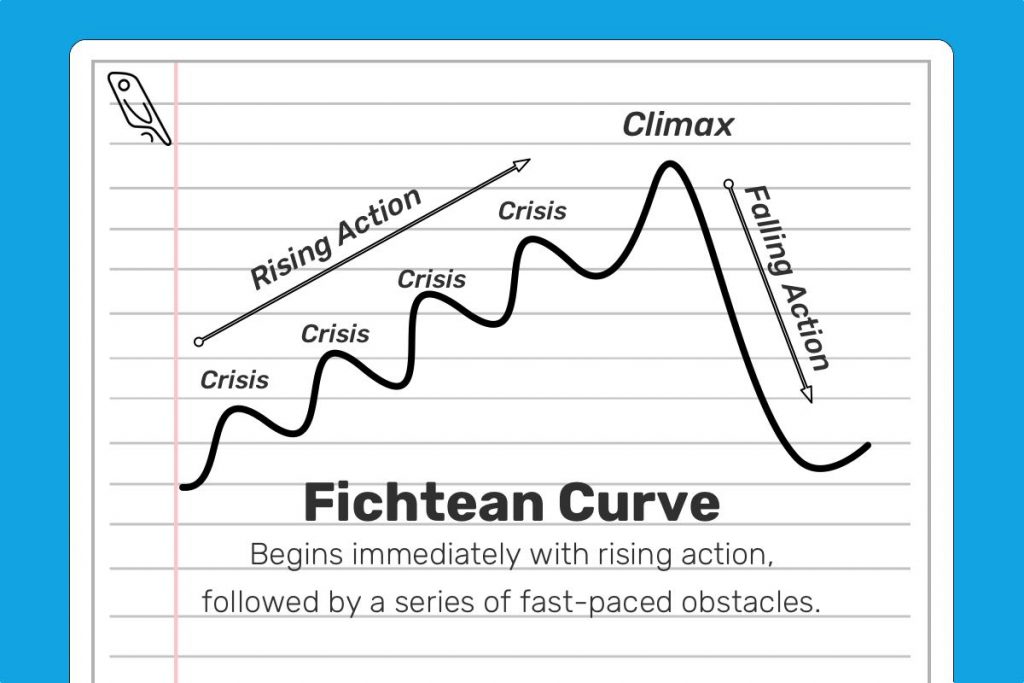 Climax
Rising Action
Crisis
Falling Action
Crisis
Crisis
Crisis
Fichtean Curve
Begins immediately with rising action,
followed by a series of fast-paced obstacles.